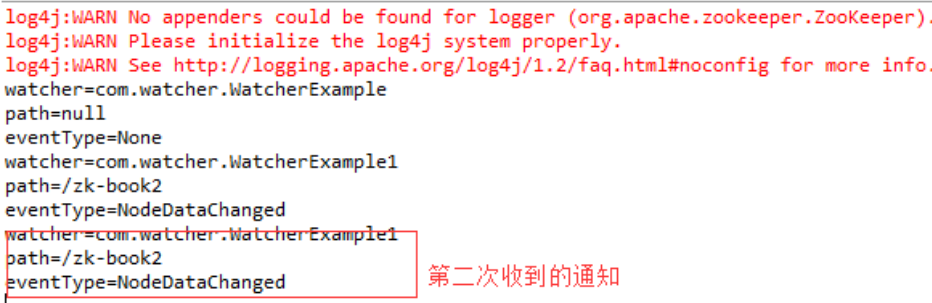 log4j:WARN No appenders could be found for logger (org.apache.zookeeper.ZooKeeper).
log4j:WARN Please initialize the log4j system properly.
log4j:WARN See http://logging.apache.org/log4j/1.2/faq.html#noconfig for more info.
watcher=com.watcher.WatcherExample
path=null
eventType=None
watcher=com.watcher.WatcherExample1
path=/zk-book2
eventType=NodeDataChanged
watcher=com.watcher.WatcherExample1
path=/zk-book2
eventType=NodeDataChanged
第二次收到的通知